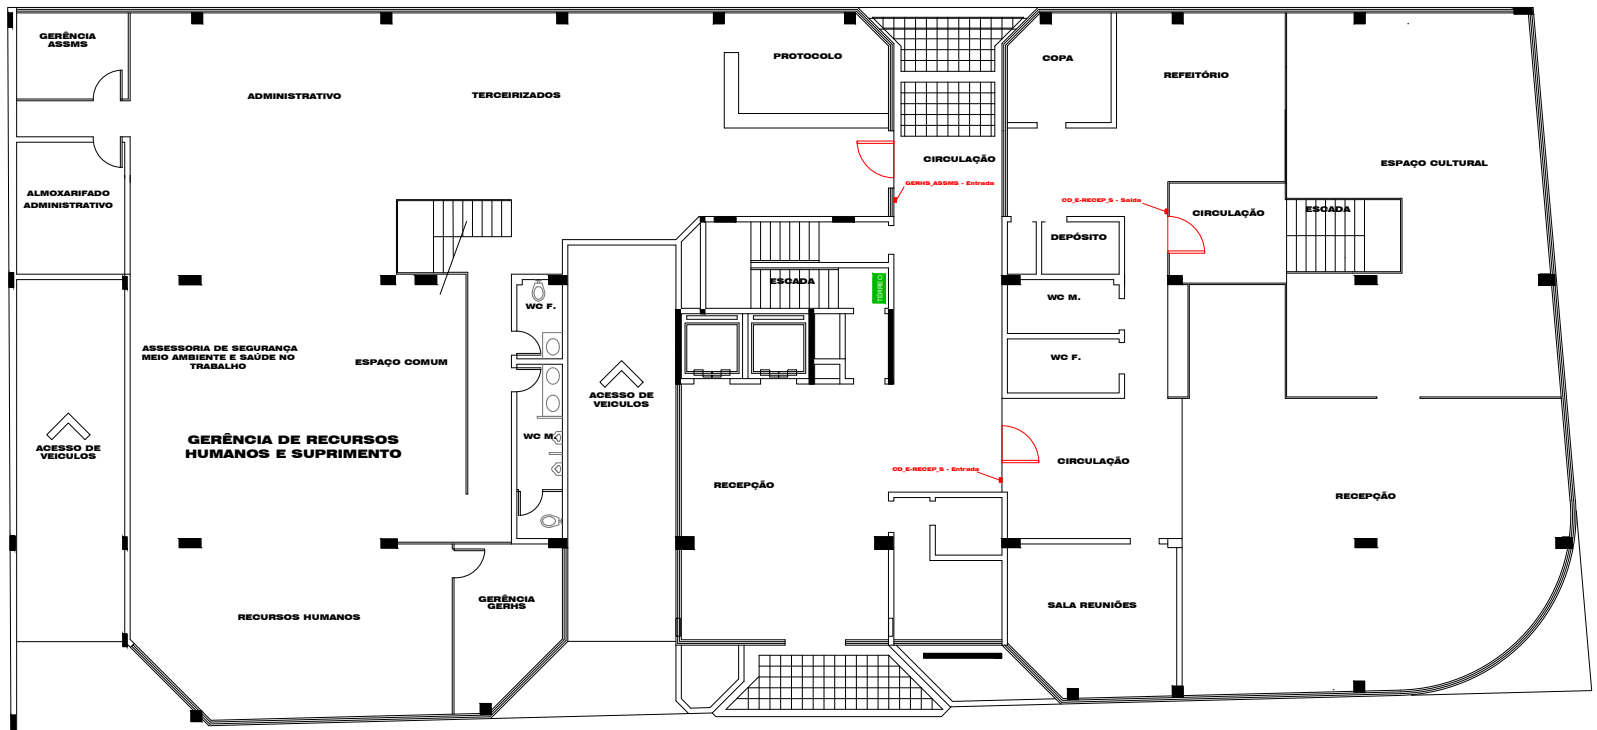 GERÊNCIA
ASSMS
ADMINISTRATIVO
TERCEIRIZADOS
PROTOCOLO
COPA
REFEITÓRIO
CIRCULAÇÃO
ESPAÇO CULTURAL
GERHS_ASSMS - Entrada
ALMOXARIFADO
ADMINISTRATIVO
CD_E-RECEP_S - Saída
CIRCULAÇÃO
ESCADA
DEPÓSITO
ESCADA
TÉRREO
WC F.
WC M.
ASSESSORIA DE SEGURANÇA
MEIO AMBIENTE E SAÚDE NO
TRABALHO
ESPAÇO COMUM
WC F.
ACESSO DE
VEICULOS
GERÊNCIA DE RECURSOS
HUMANOS E SUPRIMENTO
WC M.
ACESSO DE
VEICULOS
CIRCULAÇÃO
CD_E-RECEP_S - Entrada
RECEPÇÃO
RECEPÇÃO
GERÊNCIA
GERHS
SALA REUNIÕES
RECURSOS HUMANOS